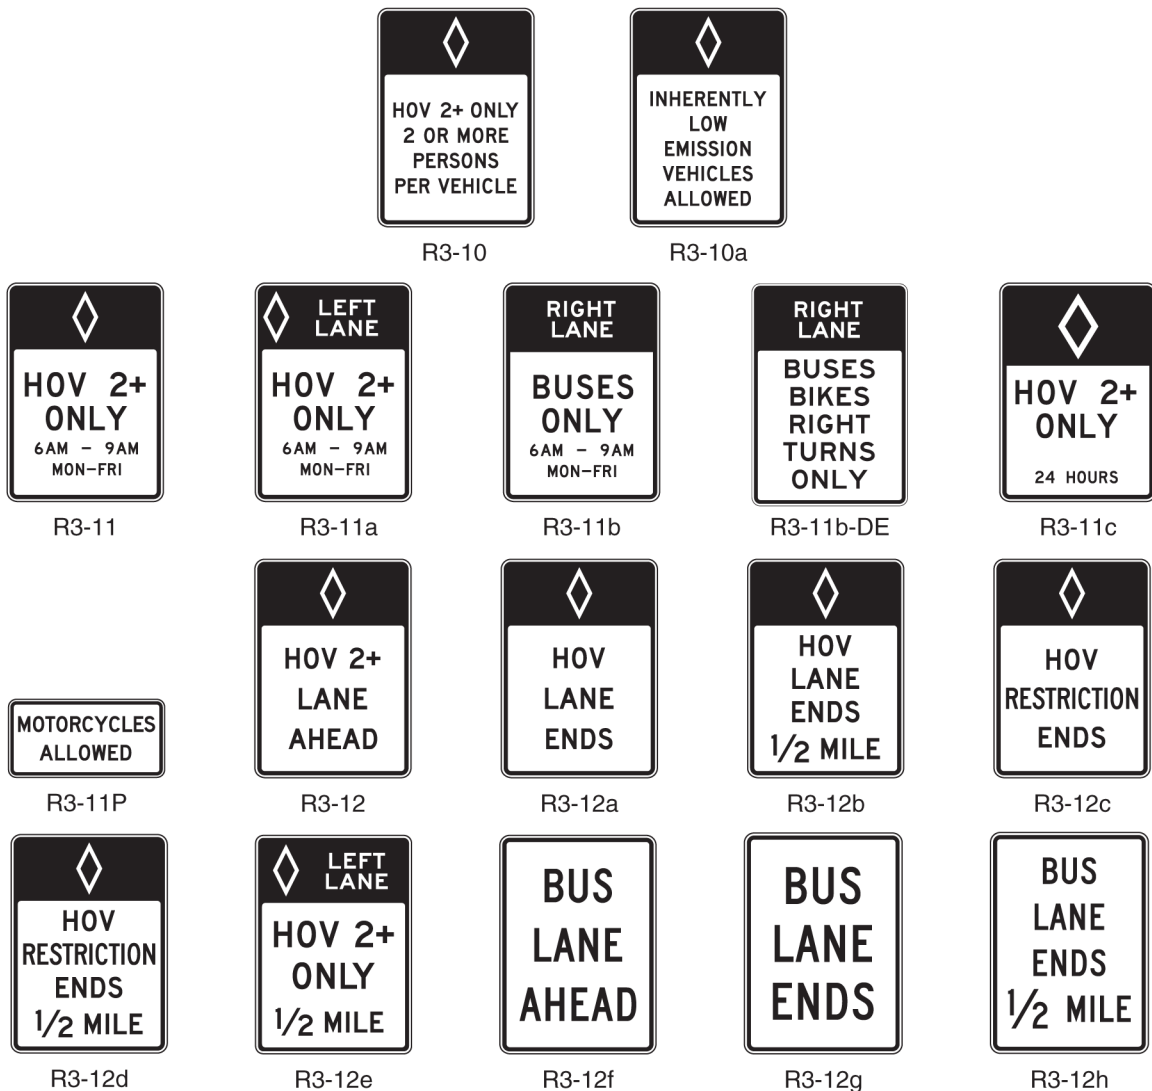 HOV 2+ ONLY
2 OR MORE
PERSONS
PER VEHICLE
R3-10
INHERENTLY
LOW
EMISSION
VEHICLES
ALLOWED
R3-10a
HOV 2+
ONLY
6AM – 9AM
MON–FRI
R3-11
LEFT
LANE
HOV 2+
ONLY
6AM – 9AM
MON–FRI
R3-11a
RIGHT
LANE
BUSES
ONLY
6AM – 9AM
MON–FRI
R3-11b
RIGHT
LANE
BUSES
BIKES
RIGHT
TURNS
ONLY
R3-11b-DE
HOV 2+
ONLY
24 HOURS
R3-11c
MOTORCYCLES
ALLOWED
R3-11P
HOV 2+
LANE
AHEAD
R3-12
HOV
LANE
ENDS
R3-12a
HOV
LANE
ENDS
1/2 MILE
R3-12b
HOV
RESTRICTION
ENDS
R3-12c
HOV
RESTRICTION
ENDS
1/2 MILE
R3-12d
LEFT
LANE
HOV 2+
ONLY
1/2 MILE
R3-12e
BUS
LANE
AHEAD
R3-12f
BUS
LANE
ENDS
R3-12g
BUS
LANE
ENDS
1/2 MILE
R3-12h